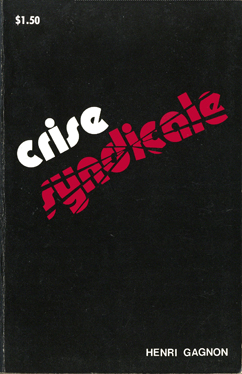 $1.50
crise
syndicale
HENRI GAGNON